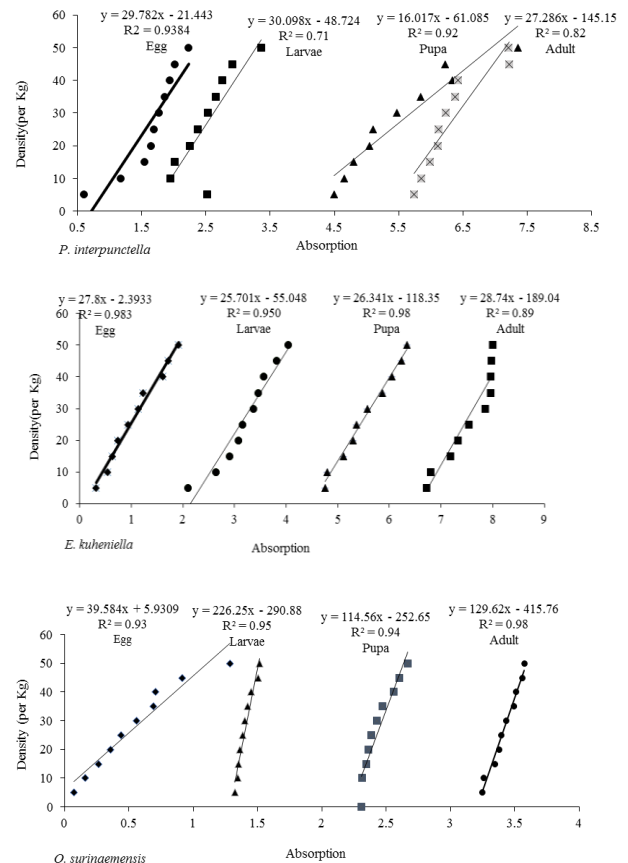 y = 29.782x - 21.443
R2 = 0.9384
Egg
y = 30.098x - 48.724
R² = 0.71
Larvae
y = 16.017x - 61.085
R² = 0.92
Pupa
y = 27.286x - 145.15
R² = 0.82
Adult
Density(per Kg)
60
50
40
30
20
10
0
0.5
1.5
2.5
3.5
4.5
5.5
6.5
7.5
8.5
Absorption
P. interpunctella
y = 27.8x - 2.3933
R² = 0.983
Egg
y = 25.701x - 55.048
R² = 0.950
Larvae
y = 26.341x - 118.35
R² = 0.98
Pupa
y = 28.74x - 189.04
R² = 0.89
Adult
Density(per Kg)
60
50
40
30
20
10
0
0
1
2
3
4
5
6
7
8
9
Absorption
E. kuheniella
y = 39.584x + 5.9309
R² = 0.93
Egg
y = 226.25x - 290.88
R² = 0.95
Larvae
y = 114.56x - 252.65
R² = 0.94
Pupa
y = 129.62x - 415.76
R² = 0.98
Adult
Density (per Kg)
60
50
40
30
20
10
0
0
0.5
1
1.5
2
2.5
3
3.5
4
Absorption
O. surinaemensis